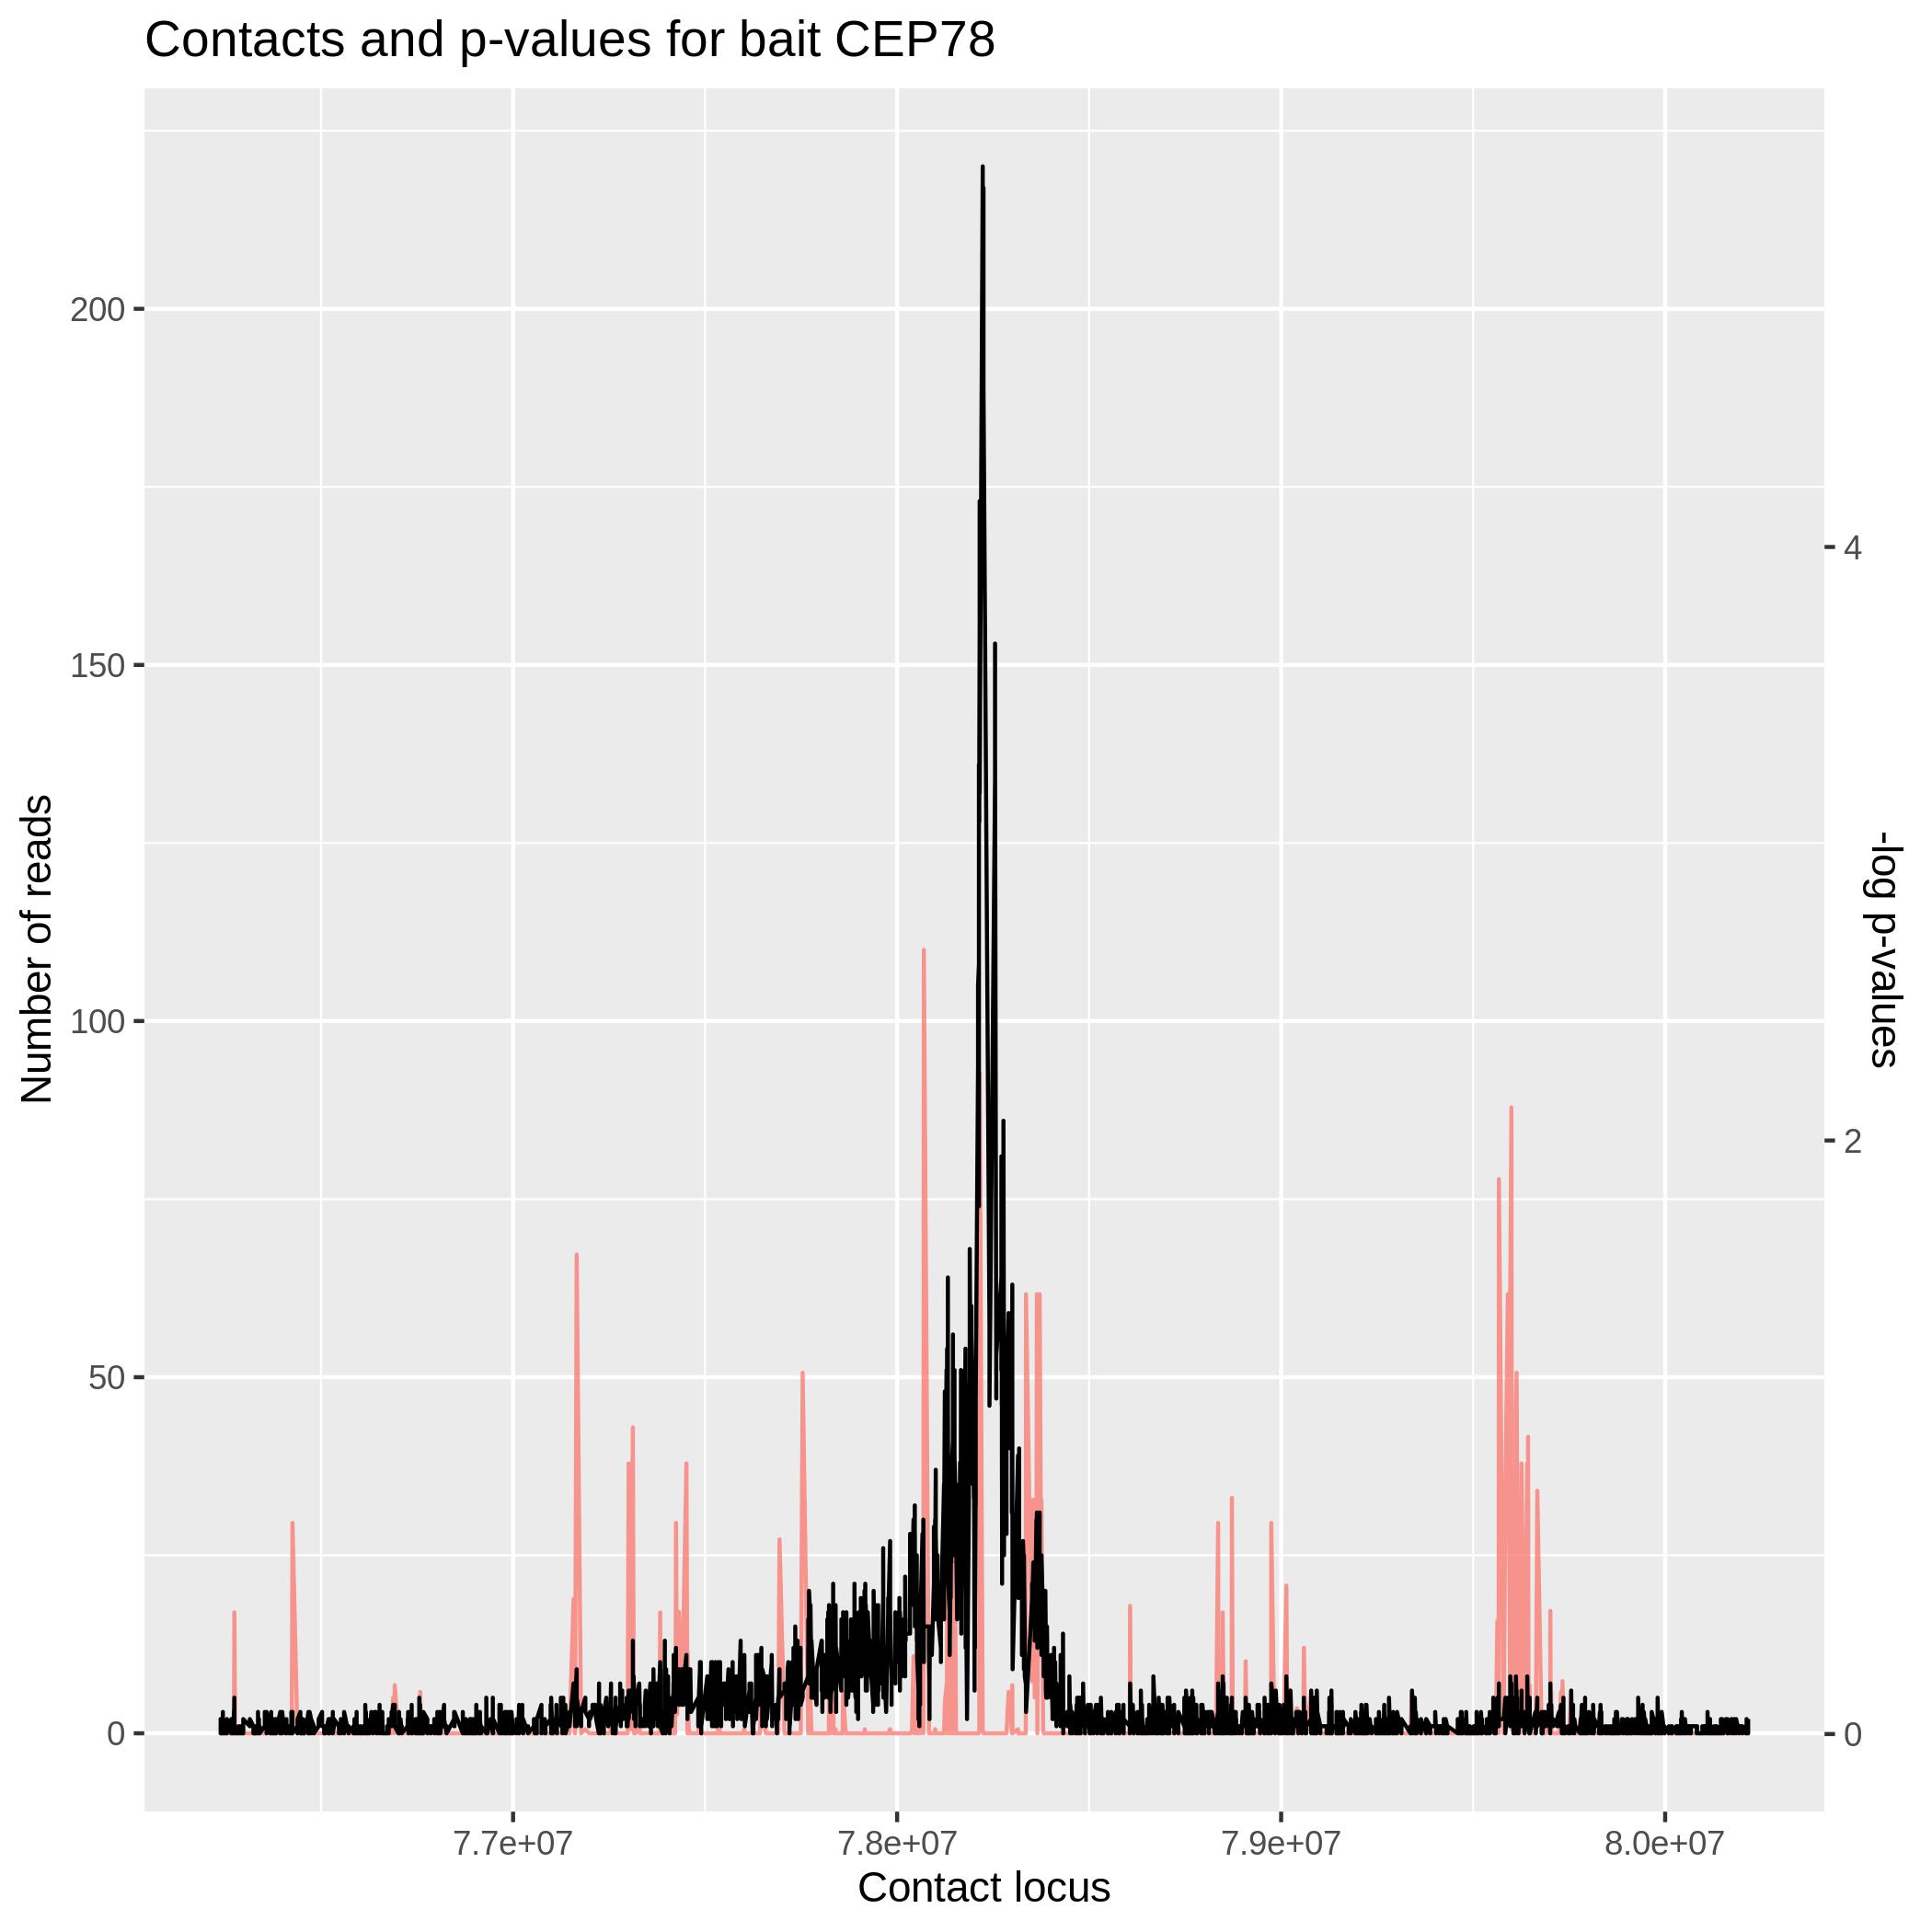 Contacts and p-values for bait CEP78
200
150
100
50
0
Number of reads
4
2
0
-log p-values
7.7e+07
7.8e+07
7.9e+07
8.0e+07
Contact locus